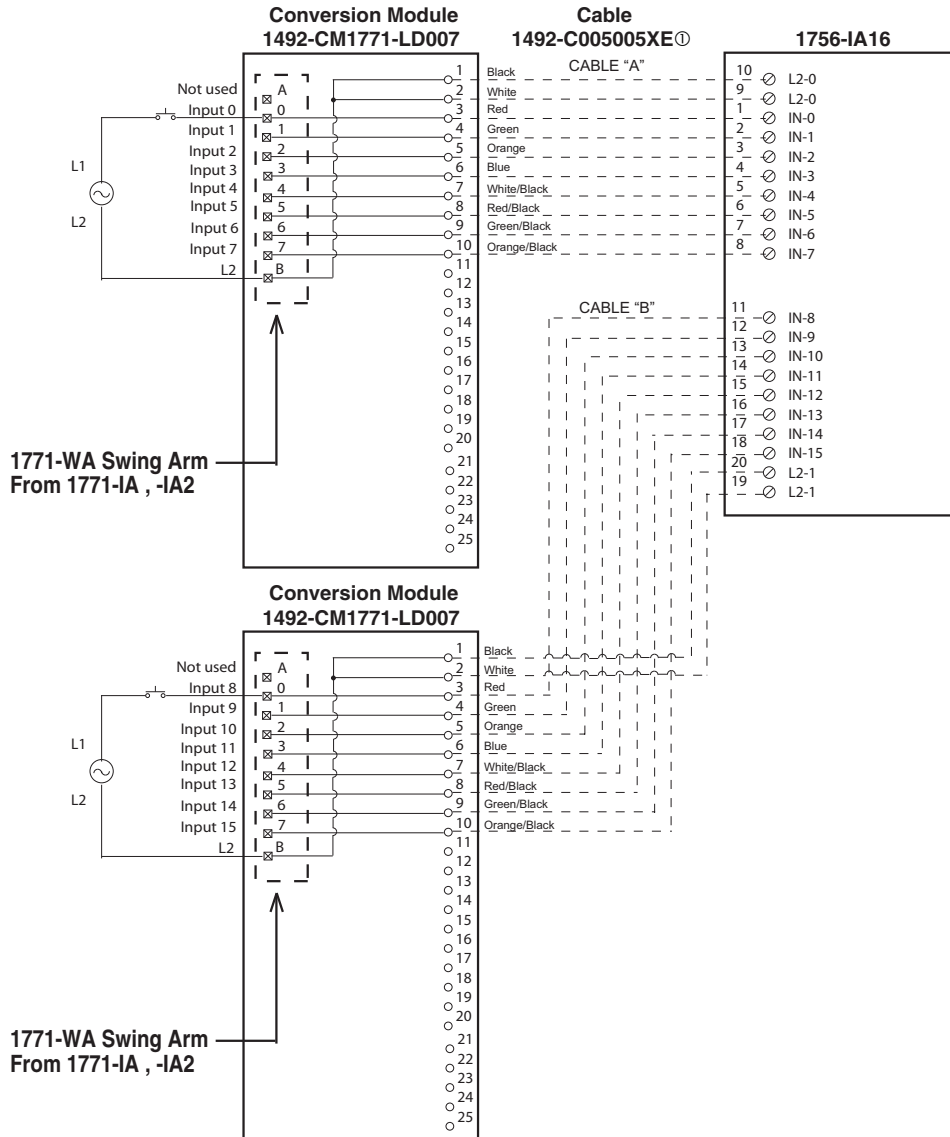 Conversion Module
1492-CM1771-LD007
Cable
1492-C005005XE①
1756-IA16
CABLE “A”
Not used A
Input 0 0
Input 1 1
Input 2 2
Input 3 3
Input 4 4
Input 5 5
Input 6 6
Input 7 7
L2 B
L1
L2
1 Black 10 L2-0
2 White 9 L2-0
3 Red 1 IN-0
4 Green 2 IN-1
5 Orange 3 IN-2
6 Blue 4 IN-3
7 White/Black 5 IN-4
8 Red/Black 6 IN-5
9 Green/Black 7 IN-6
10 Orange/Black 8 IN-7
11
12
13
14
15
16
17
18
19
20
21
22
23
24
25
CABLE “B”
11 IN-8
12 IN-9
13 IN-10
14 IN-11
15 IN-12
16 IN-13
17 IN-14
18 IN-15
20 L2-1
19 L2-1
1771-WA Swing Arm
From 1771-IA , -IA2
Conversion Module
1492-CM1771-LD007
Not used A
Input 8 0
Input 9 1
Input 10 2
Input 11 3
Input 12 4
Input 13 5
Input 14 6
Input 15 7
L2 B
L1
L2
1 Black
2 White
3 Red
4 Green
5 Orange
6 Blue
7 White/Black
8 Red/Black
9 Green/Black
10 Orange/Black
11
12
13
14
15
16
17
18
19
20
21
22
23
24
25
1771-WA Swing Arm
From 1771-IA , -IA2